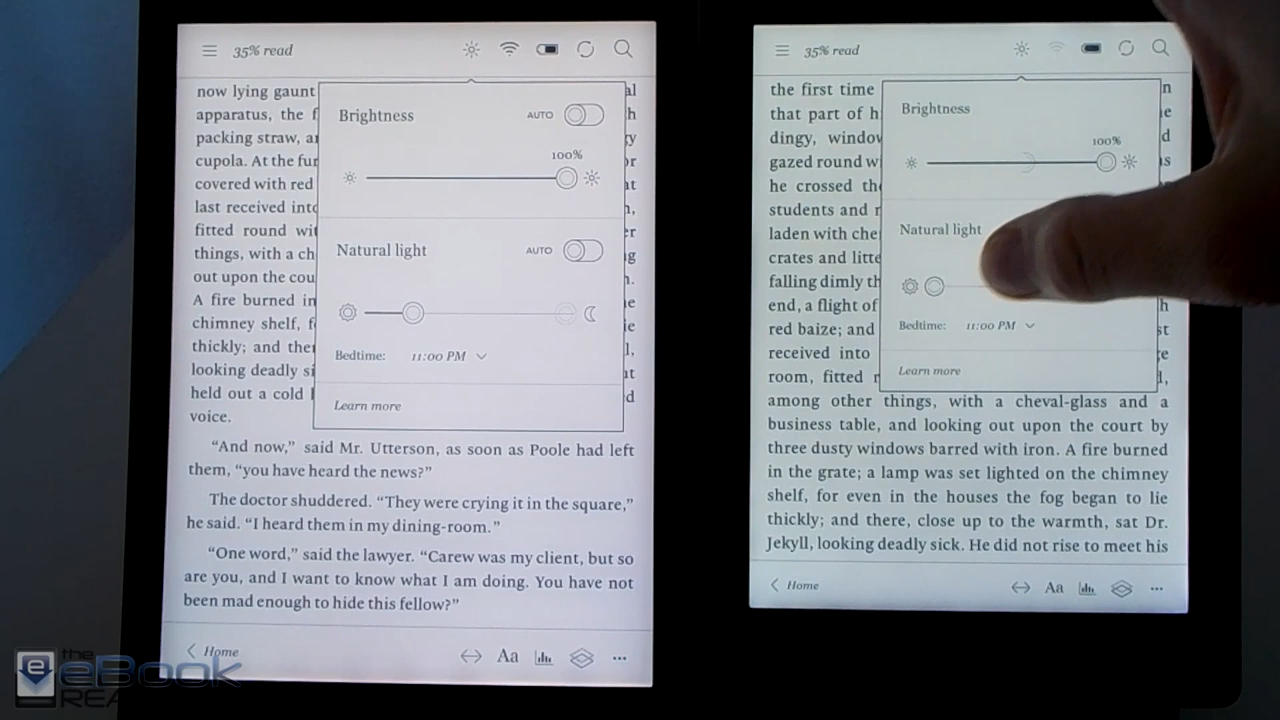 35% read
now lying gaunt
apparatus, the
packing straw,
cupola. At the
covered with red
last received into
fitted round
things, with a
out upon the
A fire burned in
chimney shelf,
thickly; and
looking deadly
held out a cold
voice.
Brightness
AUTO
100%
Natural light
AUTO
Bedtime: 11:00 PM
Learn more
“And now,” said Mr. Utterson, as soon as Poole had left
them, “you have heard the news?”
The doctor shuddered. “They were crying it in the square,”
he said. “I heard them in my dining-room.”
“One word,” said the lawyer. “Carew was my client, but so
are you, and I want to know what I am doing. You have not
been mad enough to hide this fellow?”
Home
Aa
the eBook
35% read
the first time
that part of
dingy,
gazed round
he crossed
students and
laden with
crates and
falling dimly
end, a flight of
red baize; and
received into
room, fitted
Brightness
100%
Natural light
Bedtime: 11:00 PM
Learn more
among other things, with a cheval-glass and a
business table, and looking out upon the court by
three dusty windows barred with iron. A fire burned
in the grate; a lamp was set lighted on the chimney
shelf, for even in the houses the fog began to lie
thickly; and there, close up to the warmth, sat Dr.
Jekyll, looking deadly sick. He did not rise to meet his
Home
Aa